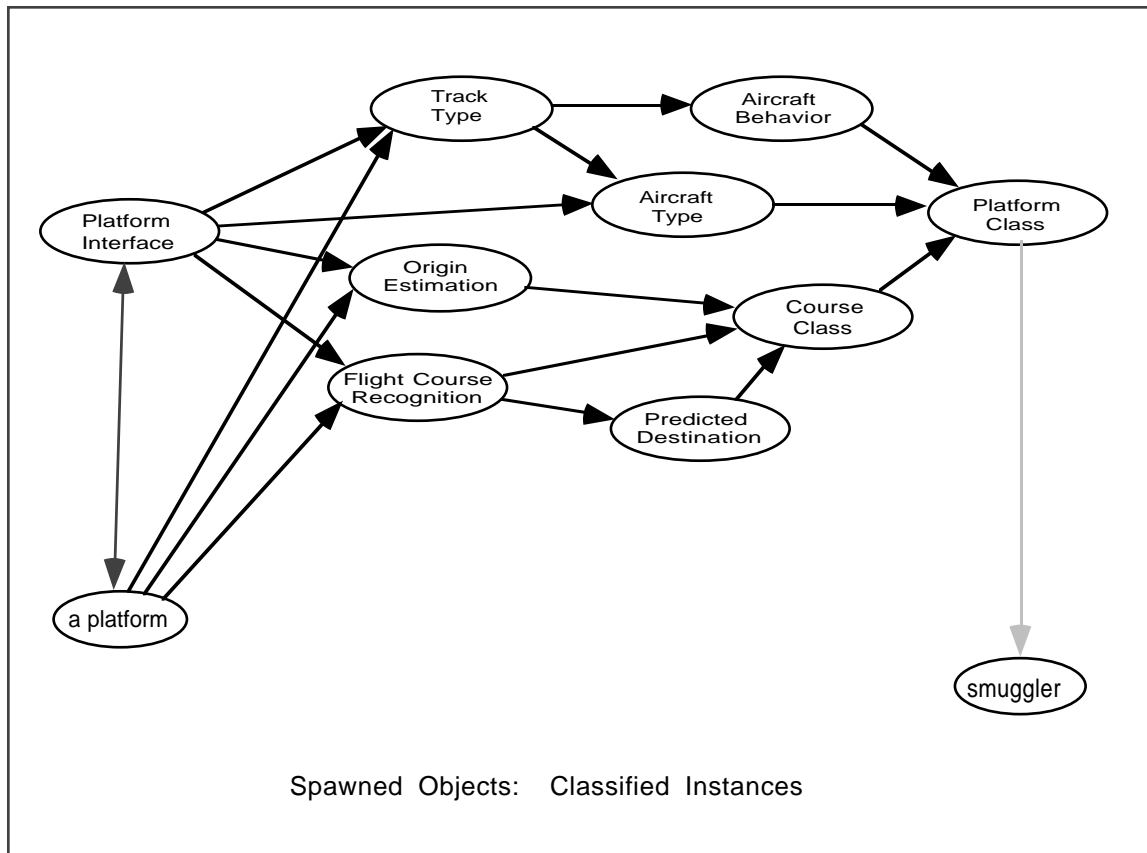 Track
Type
Aircraft
Behavior
Platform
Interface
Aircraft
Type
Platform
Class
Origin
Estimation
Course
Class
Flight Course
Recognition
Predicted
Destination
a platform
smuggler
Spawned Objects: Classified Instances